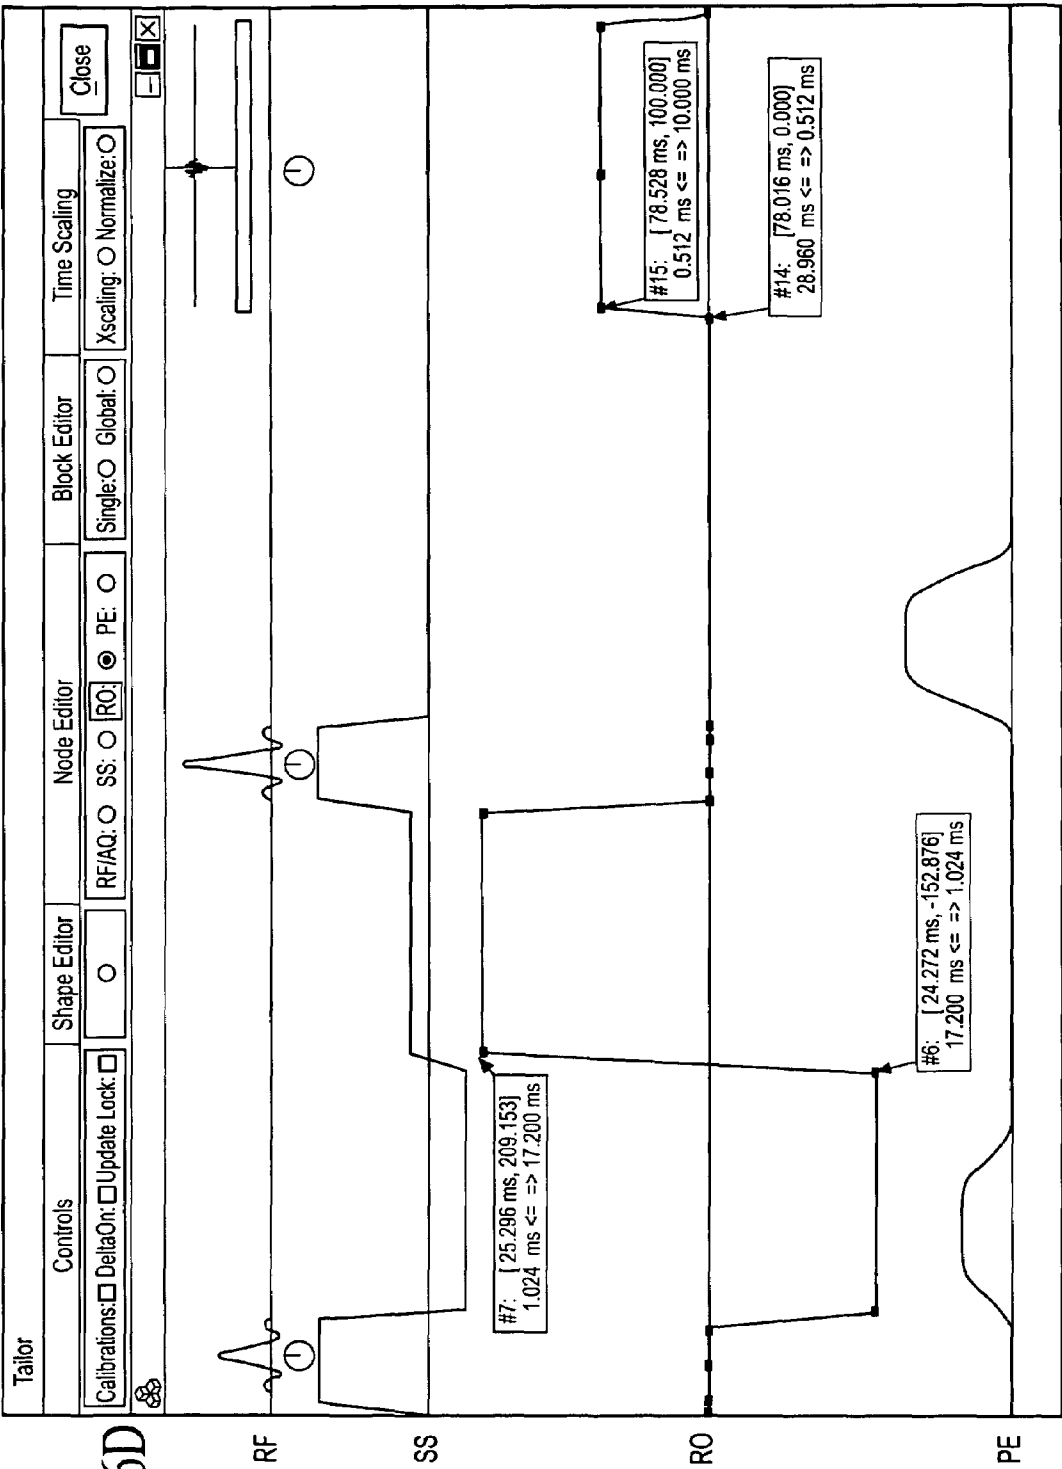 Tailor
Controls
Shape Editor
Node Editor
Block Editor
Time Scaling
Close
Calibrations: DeltaOn: Update Lock:
RF/AQ: SS: RO: PE:
Single: Global:
Xscaling: Normalize:
6D
RF
SS
RO
PE
#7: [ 25.296 ms, 209.153]
1.024 ms <= => 17.200 ms
#6: [ 24.272 ms, -152.876]
17.200 ms <= => 1.024 ms
#15: [ 78.528 ms, 100.000]
0.512 ms <= => 10.000 ms
#14: [78.016 ms, 0.000]
28.960 ms <= => 0.512 ms